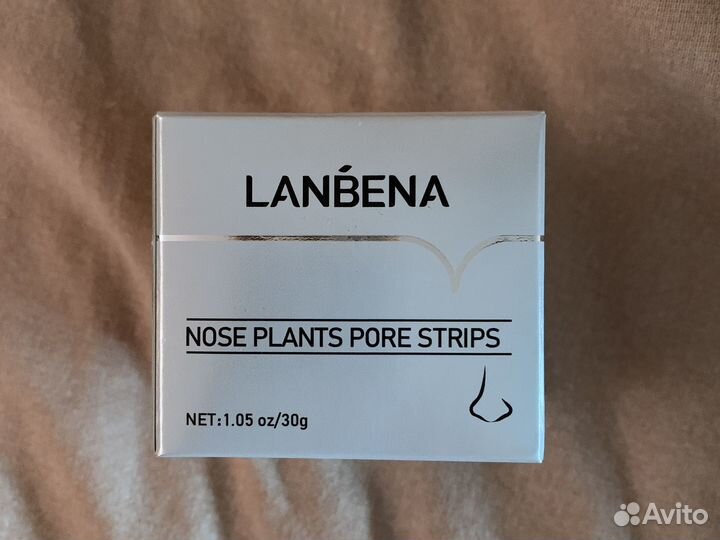 LANBENA
NOSE PLANTS PORE STRIPS
NET:1.05 oz/30g
Avito